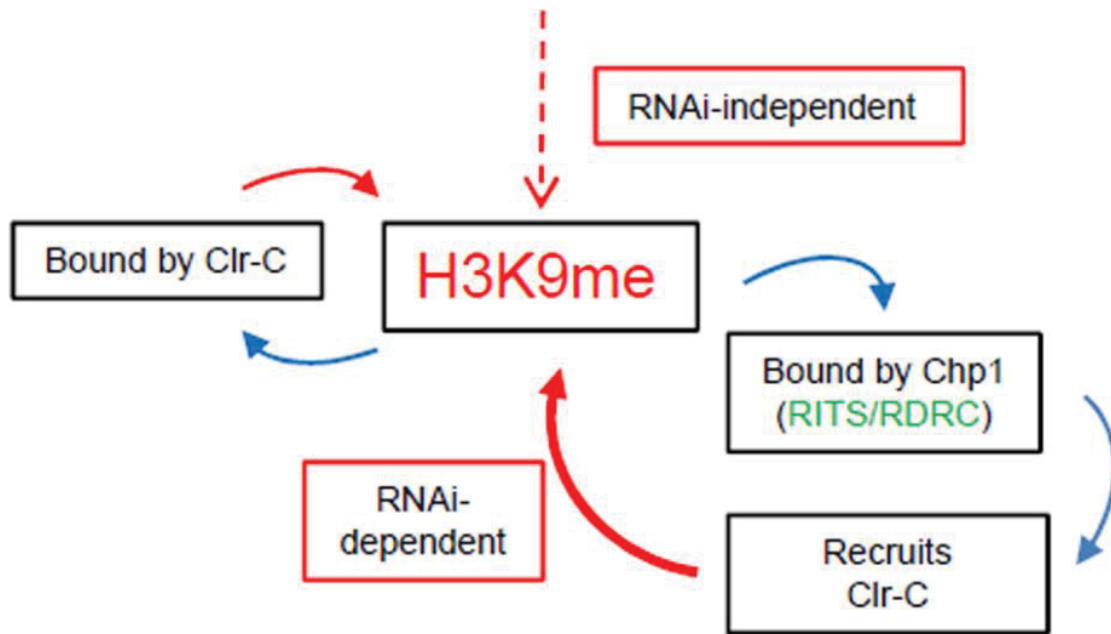 RNAi-independent
Bound by Clr-C
H3K9me
Bound by Chp1
(RITS/RDRC)
RNAi-
dependent
Recruits
Clr-C